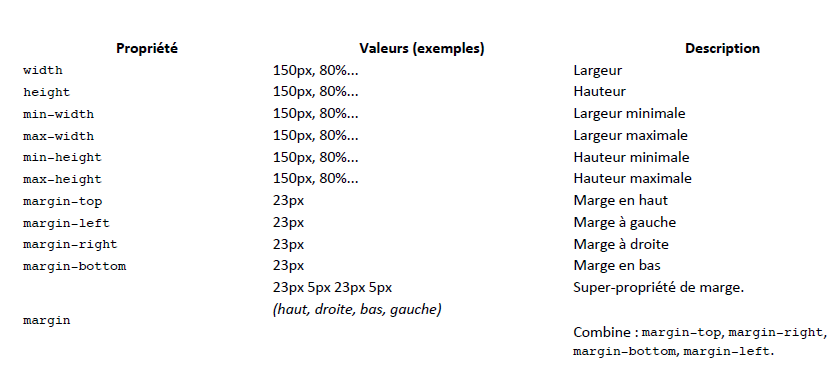 Propriété Valeurs (exemples) Description
width 150px, 80%... Largeur
height 150px, 80%... Hauteur
min-width 150px, 80%... Largeur minimale
max-width 150px, 80%... Largeur maximale
min-height 150px, 80%... Hauteur minimale
max-height 150px, 80%... Hauteur maximale
margin-top 23px Marge en haut
margin-left 23px Marge à gauche
margin-right 23px Marge à droite
margin-bottom 23px Marge en bas
23px 5px 23px 5px Super-propriété de marge.
(haut, droite, bas, gauche)
margin
Combine : margin-top, margin-right,
margin-bottom, margin-left.